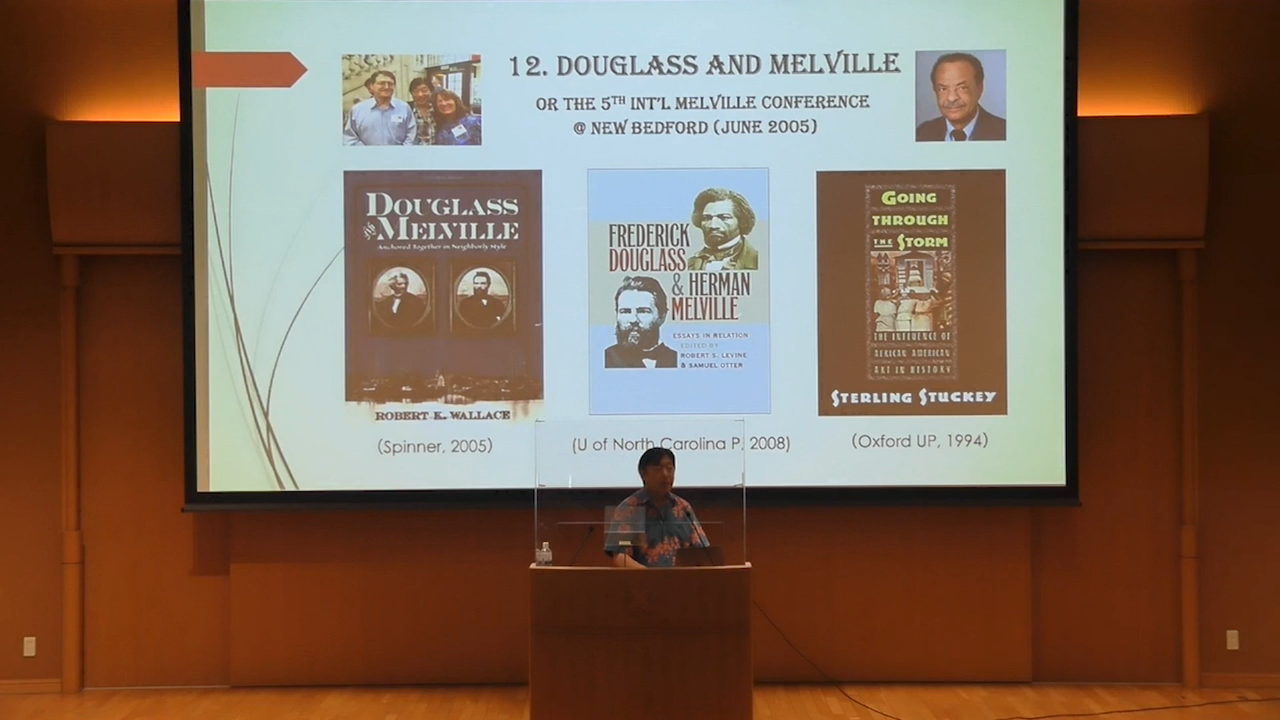 12. DOUGLASS AND MELVILLE
OR THE 5TH INT'L MELVILLE CONFERENCE
@ NEW BEDFORD (JUNE 2005)
DOUGLASS
AND MELVILLE
Anchored Together in Neighborly Style
ROBERT K. WALLACE
(Spinner, 2005)
FREDERICK
DOUGLASS
& HERMAN
MELVILLE
ESSAYS IN RELATION
EDITED BY
ROBERT S. LEVINE
& SAMUEL OTTER
(U of North Carolina P, 2008)
GOING
THROUGH
THE STORM
THE INFLUENCE OF
AFRICAN AMERICAN
ART IN HISTORY
STERLING STUCKEY
(Oxford UP, 1994)